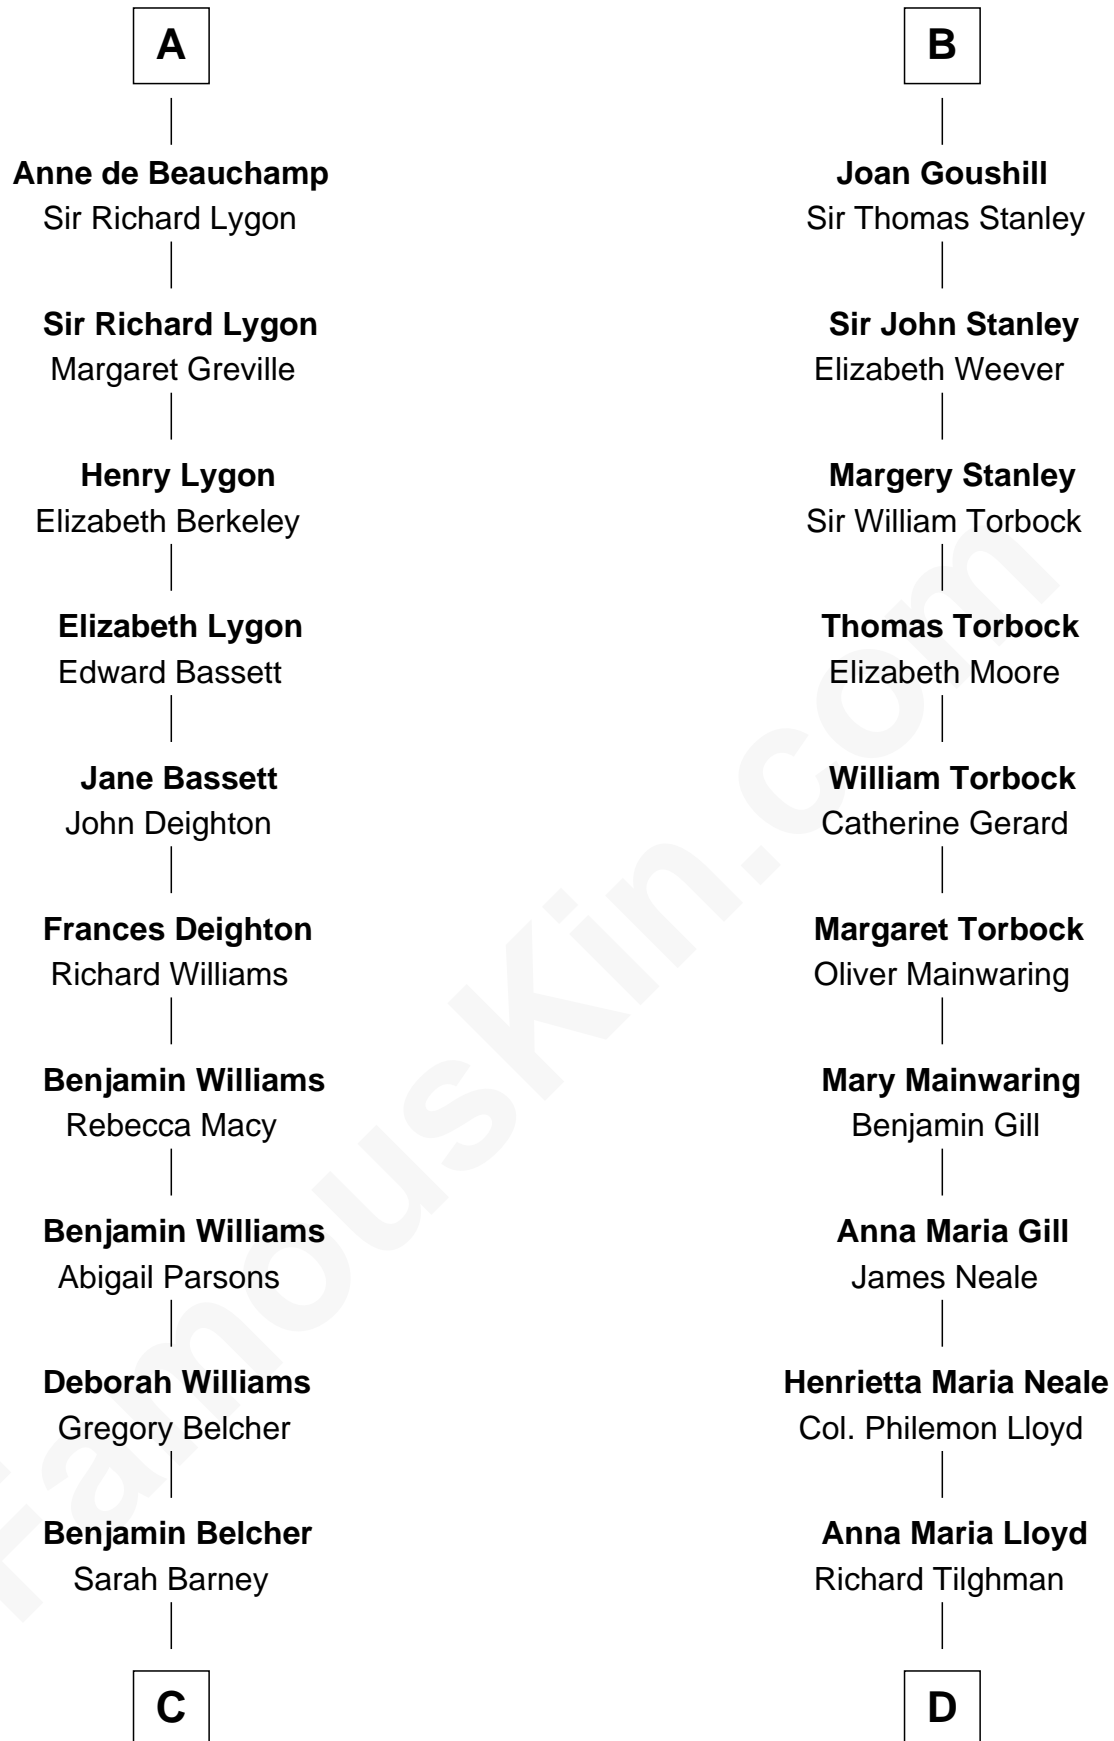 A
Anne de Beauchamp
Sir Richard Lygon
Sir Richard Lygon
Margaret Greville
Henry Lygon
Elizabeth Berkeley
Elizabeth Lygon
Edward Bassett
Jane Bassett
John Deighton
Frances Deighton
Richard Williams
Benjamin Williams
Rebecca Macy
Benjamin Williams
Abigail Parsons
Deborah Williams
Gregory Belcher
Benjamin Belcher
Sarah Barney
C
B
Joan Goushill
Sir Thomas Stanley
Sir John Stanley
Elizabeth Weever
Margery Stanley
Sir William Torbock
Thomas Torbock
Elizabeth Moore
William Torbock
Catherine Gerard
Margaret Torbock
Oliver Mainwaring
Mary Mainwaring
Benjamin Gill
Anna Maria Gill
James Neale
Henrietta Maria Neale
Col. Philemon Lloyd
Anna Maria Lloyd
Richard Tilghman
D
FamousKin.com